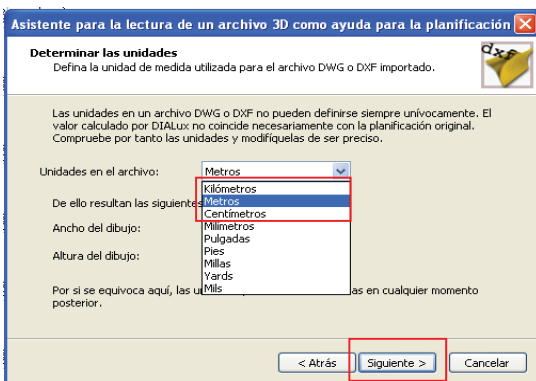 Asistente para la lectura de un archivo 3D como ayuda para la planificación
Determinar las unidades
Defina la unidad de medida utilizada para el archivo DWG o DXF importado.
dxf
Las unidades en un archivo DWG o DXF no pueden definirse siempre unívocamente. El
valor calculado por DIALux no coincide necesariamente con la planificación original.
Compruebe por tanto las unidades y modifíquelas de ser preciso.
Unidades en el archivo: Metros
Kilómetros
De ello resultan las siguientes
Metros
Centímetros
Ancho del dibujo:
Milímetros
Pulgadas
Altura del dibujo:
Pies
Millas
Yards
Por si se equivoca aquí, las
Mils
as en cualquier momento
posterior.
< Atrás
Siguiente >
Cancelar